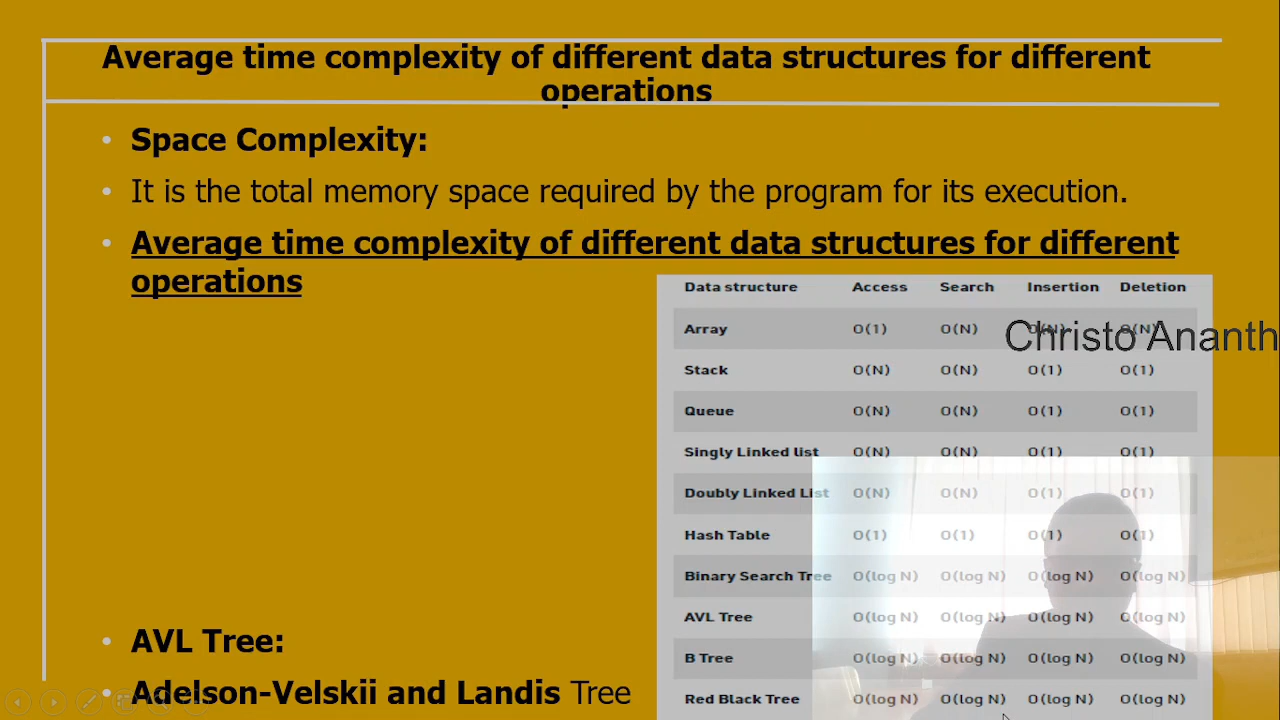 Average time complexity of different data structures for different
operations
• Space Complexity:
• It is the total memory space required by the program for its execution.
• Average time complexity of different data structures for different
operations
Data structure Access Search Insertion Deletion
Array O(1) O(N) O(N) O(N)
Christo Ananth
Stack O(N) O(N) O(1) O(1)
Queue O(N) O(N) O(1) O(1)
Singly Linked list O(N) O(N) O(1) O(1)
Doubly Linked List O(N) O(N) O(1) O(1)
Hash Table O(1) O(1) O(1) O(1)
Binary Search Tree O(log N) O(log N) O(log N) O(log N)
AVL Tree O(log N) O(log N) O(log N) O(log N)
B Tree O(log N) O(log N) O(log N) O(log N)
Red Black Tree O(log N) O(log N) O(log N) O(log N)
• AVL Tree:
• Adelson-Velskii and Landis Tree